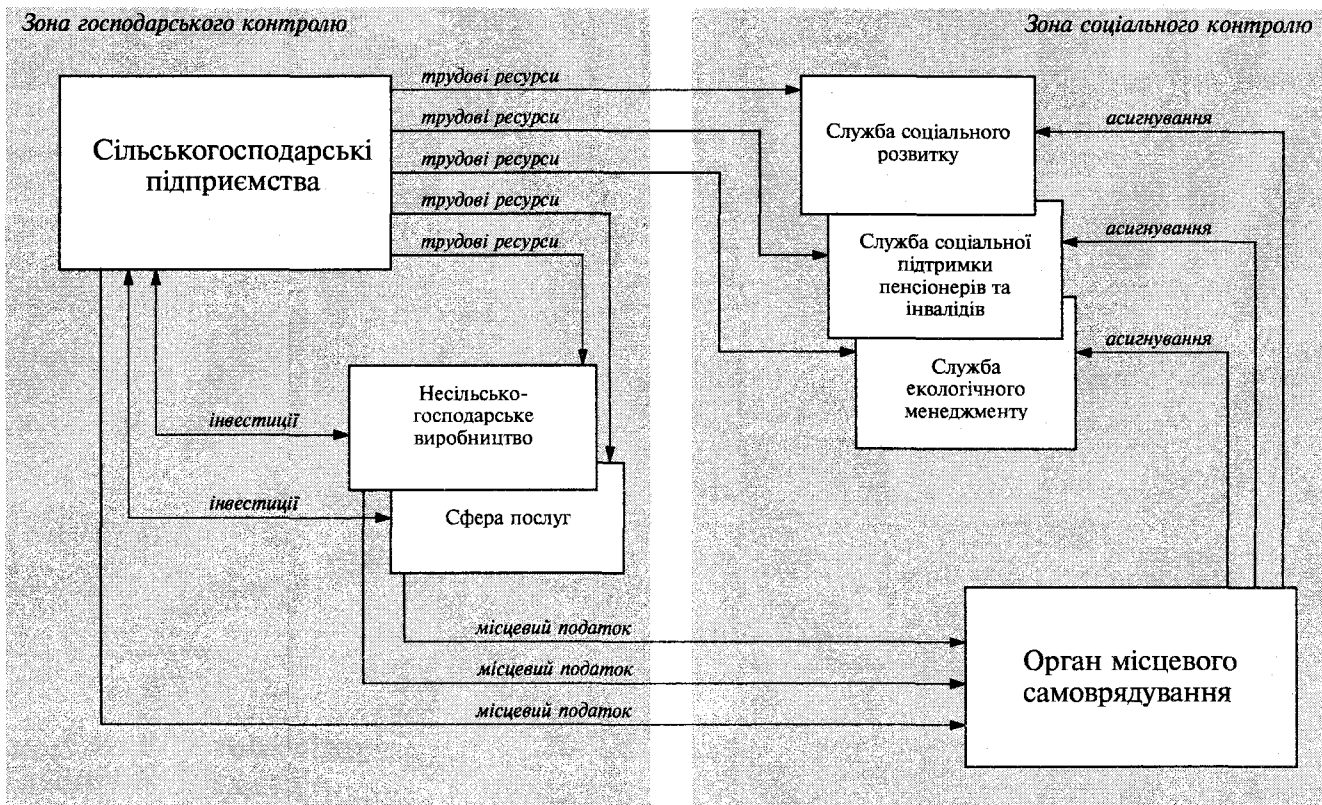 Зона господарського контролю
Зона соціального контролю
Сільськогосподарські
підприємства
трудові ресурси
трудові ресурси
трудові ресурси
трудові ресурси
трудові ресурси
Служба соціального
розвитку
Служба соціальної
підтримки
пенсіонерів та
інвалідів
Служба
екологічного
менеджменту
асигнування
асигнування
асигнування
Несільсько-
господарське
виробництво
Сфера послуг
інвестиції
інвестиції
місцевий податок
місцевий податок
місцевий податок
Орган місцевого
самоврядування